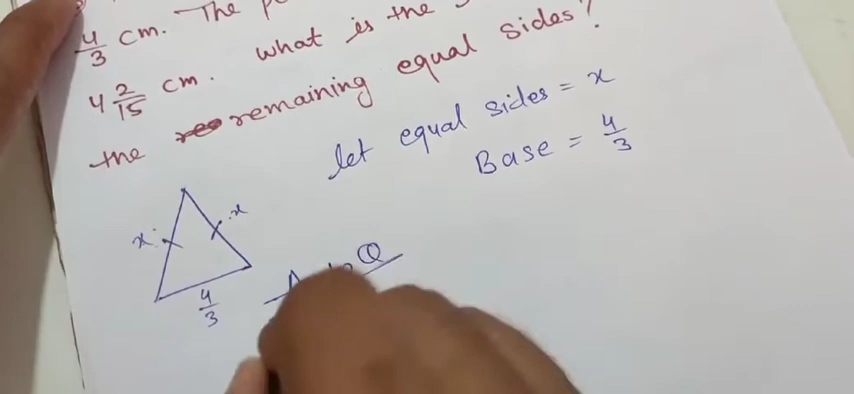 4/3 cm. The
4 2/15 cm. what is the
the remaining equal sides?
let equal sides = x
Base = 4/3
x x
4/3
Q